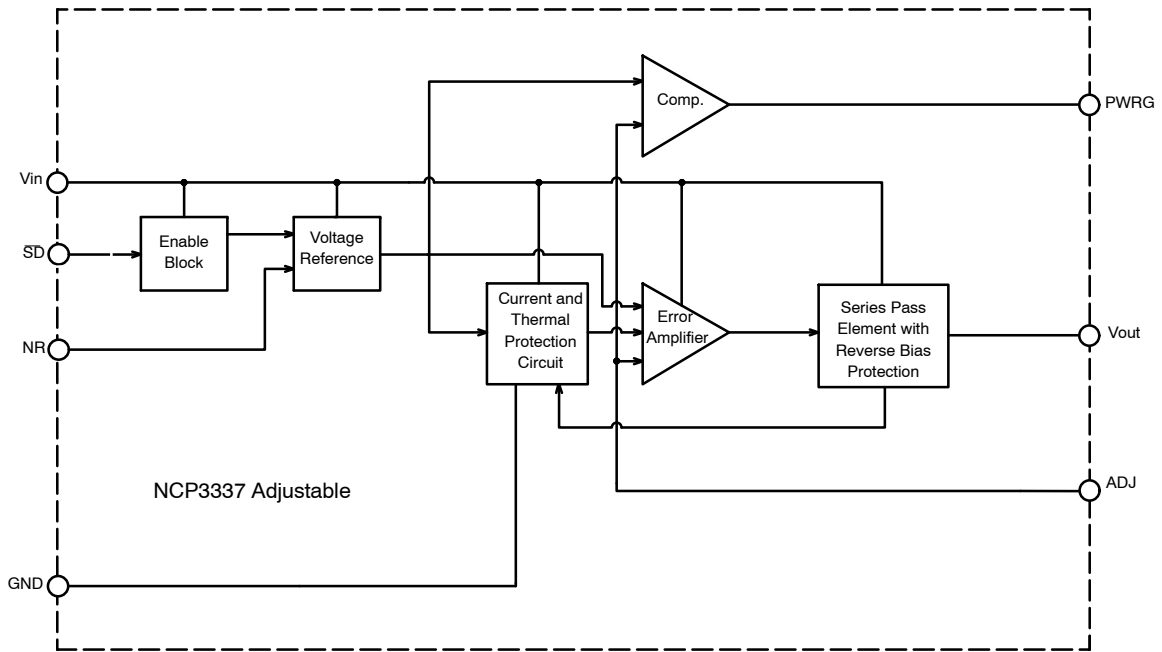 Comp.
PWRG
Vin
S̅D̅
Enable
Block
Voltage
Reference
NR
Current and
Thermal
Protection
Circuit
Error
Amplifier
Series Pass
Element with
Reverse Bias
Protection
Vout
ADJ
NCP3337 Adjustable
GND